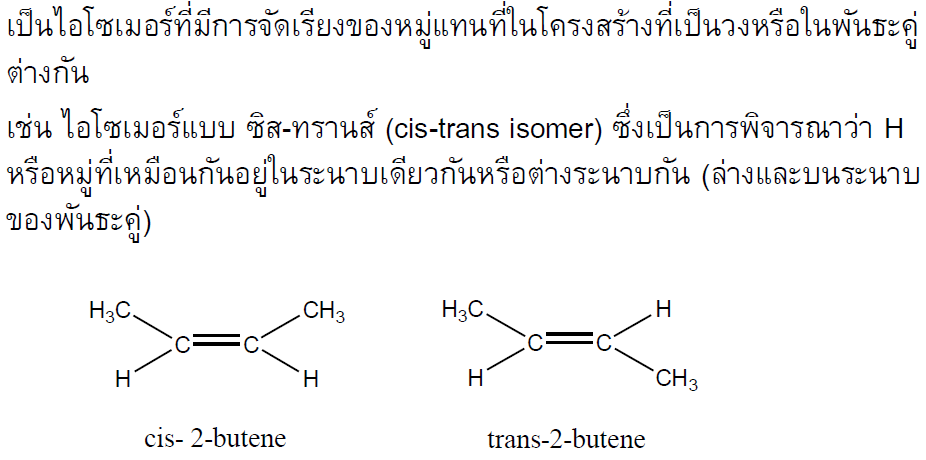 เป็นไอโซเมอร์ที่มีการจัดเรียงของหมู่แทนที่ในโครงสร้างที่เป็นวงหรือในพันธะคู่
ต่างกัน
เช่น ไอโซเมอร์แบบ ซิส-ทรานส์ (cis-trans isomer) ซึ่งเป็นการพิจารณาว่า H
หรือหมู่ที่เหมือนกันอยู่ในระนาบเดียวกันหรือต่างระนาบกัน (ล่างและบนระนาบ
ของพันธะคู่)
H₃C CH₃ H₃C H
C C C C
H H H CH₃
cis- 2-butene trans-2-butene